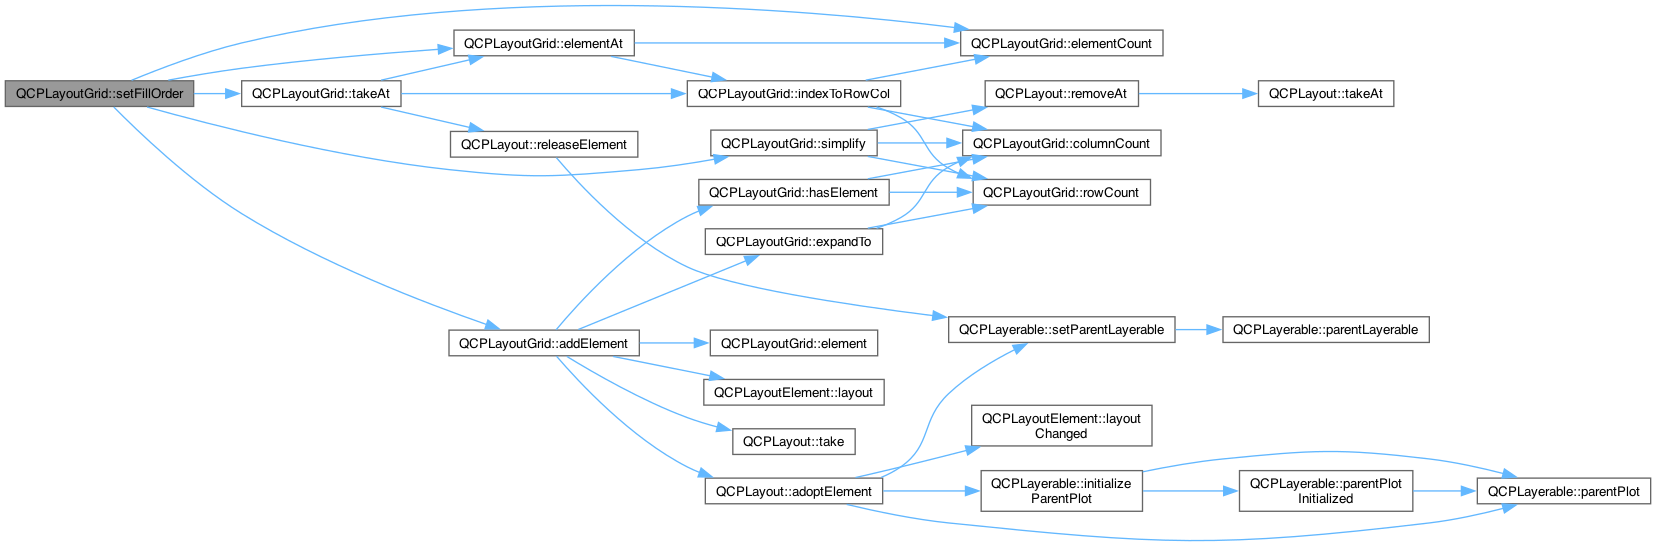 QCPLayoutGrid::setFillOrder
QCPLayoutGrid::elementAt
QCPLayoutGrid::elementCount
QCPLayoutGrid::takeAt
QCPLayoutGrid::indexToRowCol
QCPLayout::removeAt
QCPLayout::takeAt
QCPLayout::releaseElement
QCPLayoutGrid::simplify
QCPLayoutGrid::columnCount
QCPLayoutGrid::hasElement
QCPLayoutGrid::rowCount
QCPLayoutGrid::expandTo
QCPLayoutGrid::addElement
QCPLayoutGrid::element
QCPLayerable::setParentLayerable
QCPLayerable::parentLayerable
QCPLayoutElement::layout
QCPLayout::take
QCPLayoutElement::layout
Changed
QCPLayout::adoptElement
QCPLayerable::initialize
ParentPlot
QCPLayerable::parentPlot
Initialized
QCPLayerable::parentPlot